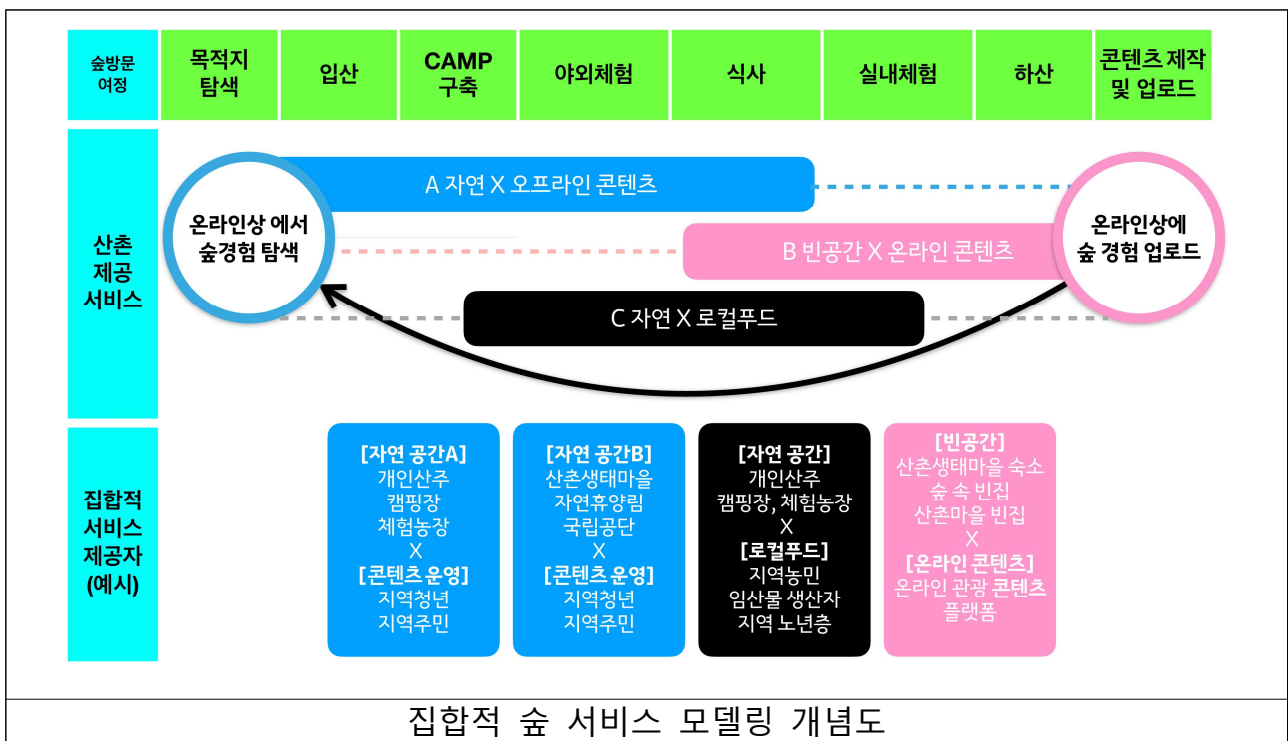 숲방문
여정
목적지
탐색
입산
CAMP
구축
야외체험
식사
실내체험
하산
콘텐츠 제작
및 업로드
산촌
제공
서비스
온라인상 에서
숲경험 탐색
A 자연 X 오프라인 콘텐츠
B 빈공간 X 온라인 콘텐츠
C 자연 X 로컬푸드
온라인상에
숲 경험 업로드
집합적
서비스
제공자
(예시)
[자연 공간A]
개인산주
캠핑장
체험농장
X
[콘텐츠 운영]
지역청년
지역주민
[자연 공간B]
산촌생태마을
자연휴양림
국립공단
X
[콘텐츠 운영]
지역청년
지역주민
[자연 공간]
개인산주
캠핑장, 체험농장
X
[로컬푸드]
지역농민
임산물 생산자
지역 노년층
[빈공간]
산촌생태마을 숙소
숲 속 빈집
산촌마을 빈집
X
[온라인 콘텐츠]
온라인 관광 콘텐츠
플랫폼
집합적 숲 서비스 모델링 개념도